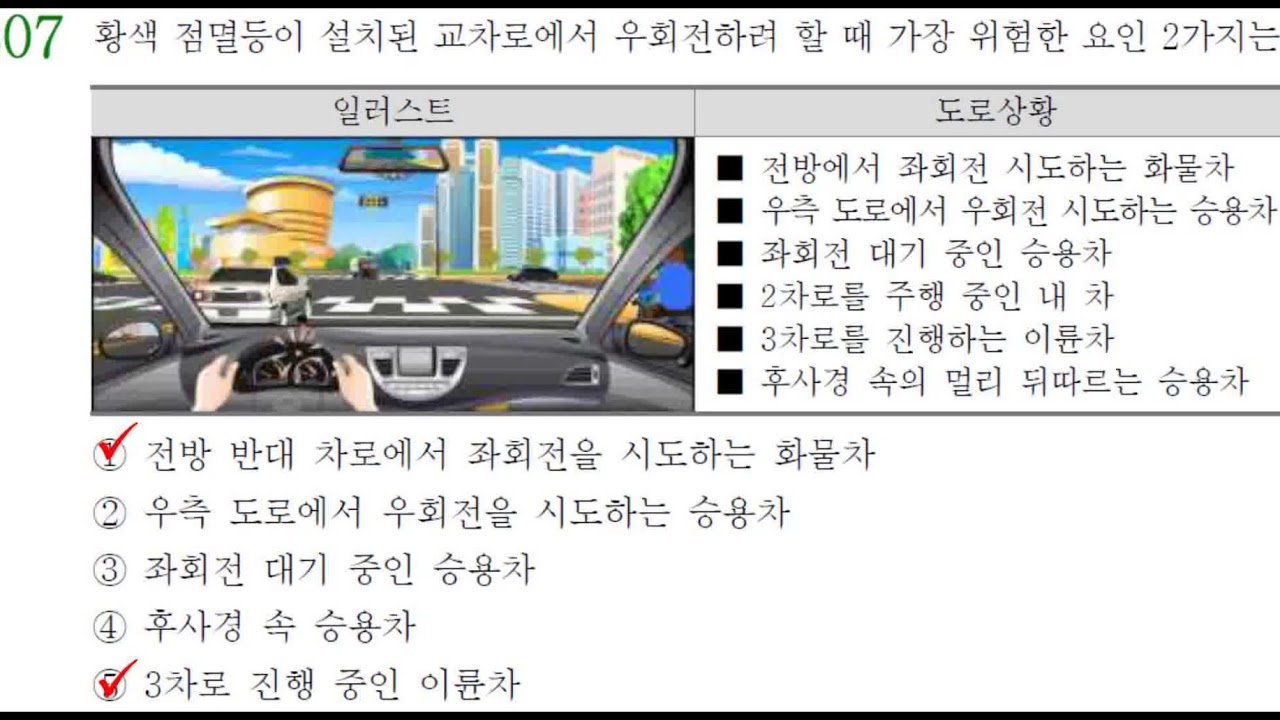 07 황색 점멸등이 설치된 교차로에서 우회전하려 할 때 가장 위험한 요인 2가지는
일러스트
도로상황
■ 전방에서 좌회전 시도하는 화물차
■ 우측 도로에서 우회전 시도하는 승용차
■ 좌회전 대기 중인 승용차
■ 2차로를 주행 중인 내 차
■ 3차로를 진행하는 이륜차
■ 후사경 속의 멀리 뒤따르는 승용차
① 전방 반대 차로에서 좌회전을 시도하는 화물차
② 우측 도로에서 우회전을 시도하는 승용차
③ 좌회전 대기 중인 승용차
④ 후사경 속 승용차
⑤ 3차로 진행 중인 이륜차